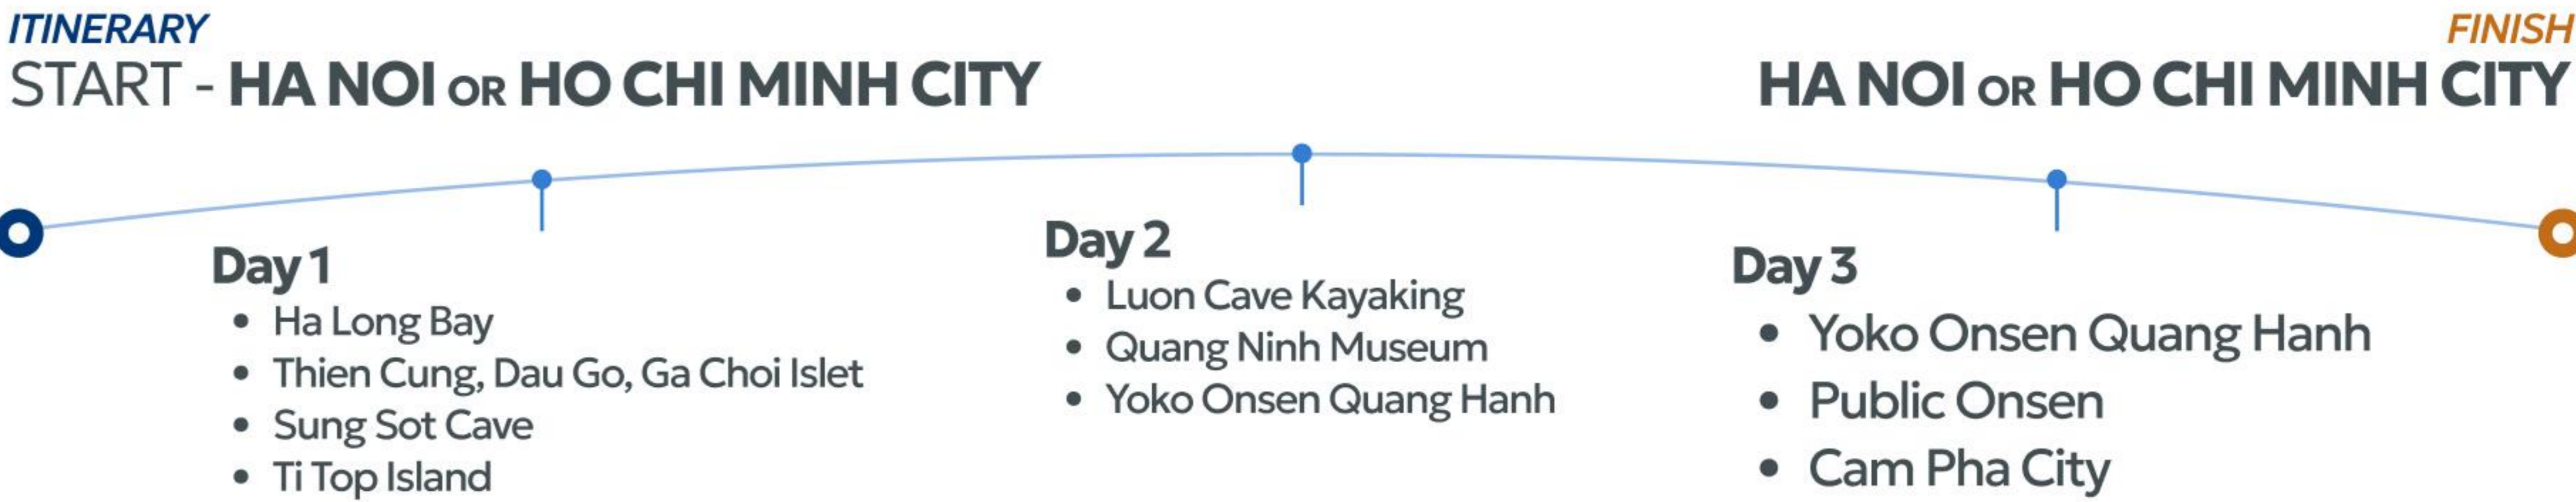 ITINERARY
START - HA NOI OR HO CHI MINH CITY
FINISH
HA NOI OR HO CHI MINH CITY
Day 1
• Ha Long Bay
• Thien Cung, Dau Go, Ga Choi Islet
• Sung Sot Cave
• Ti Top Island
Day 2
• Luon Cave Kayaking
• Quang Ninh Museum
• Yoko Onsen Quang Hanh
Day 3
• Yoko Onsen Quang Hanh
• Public Onsen
• Cam Pha City